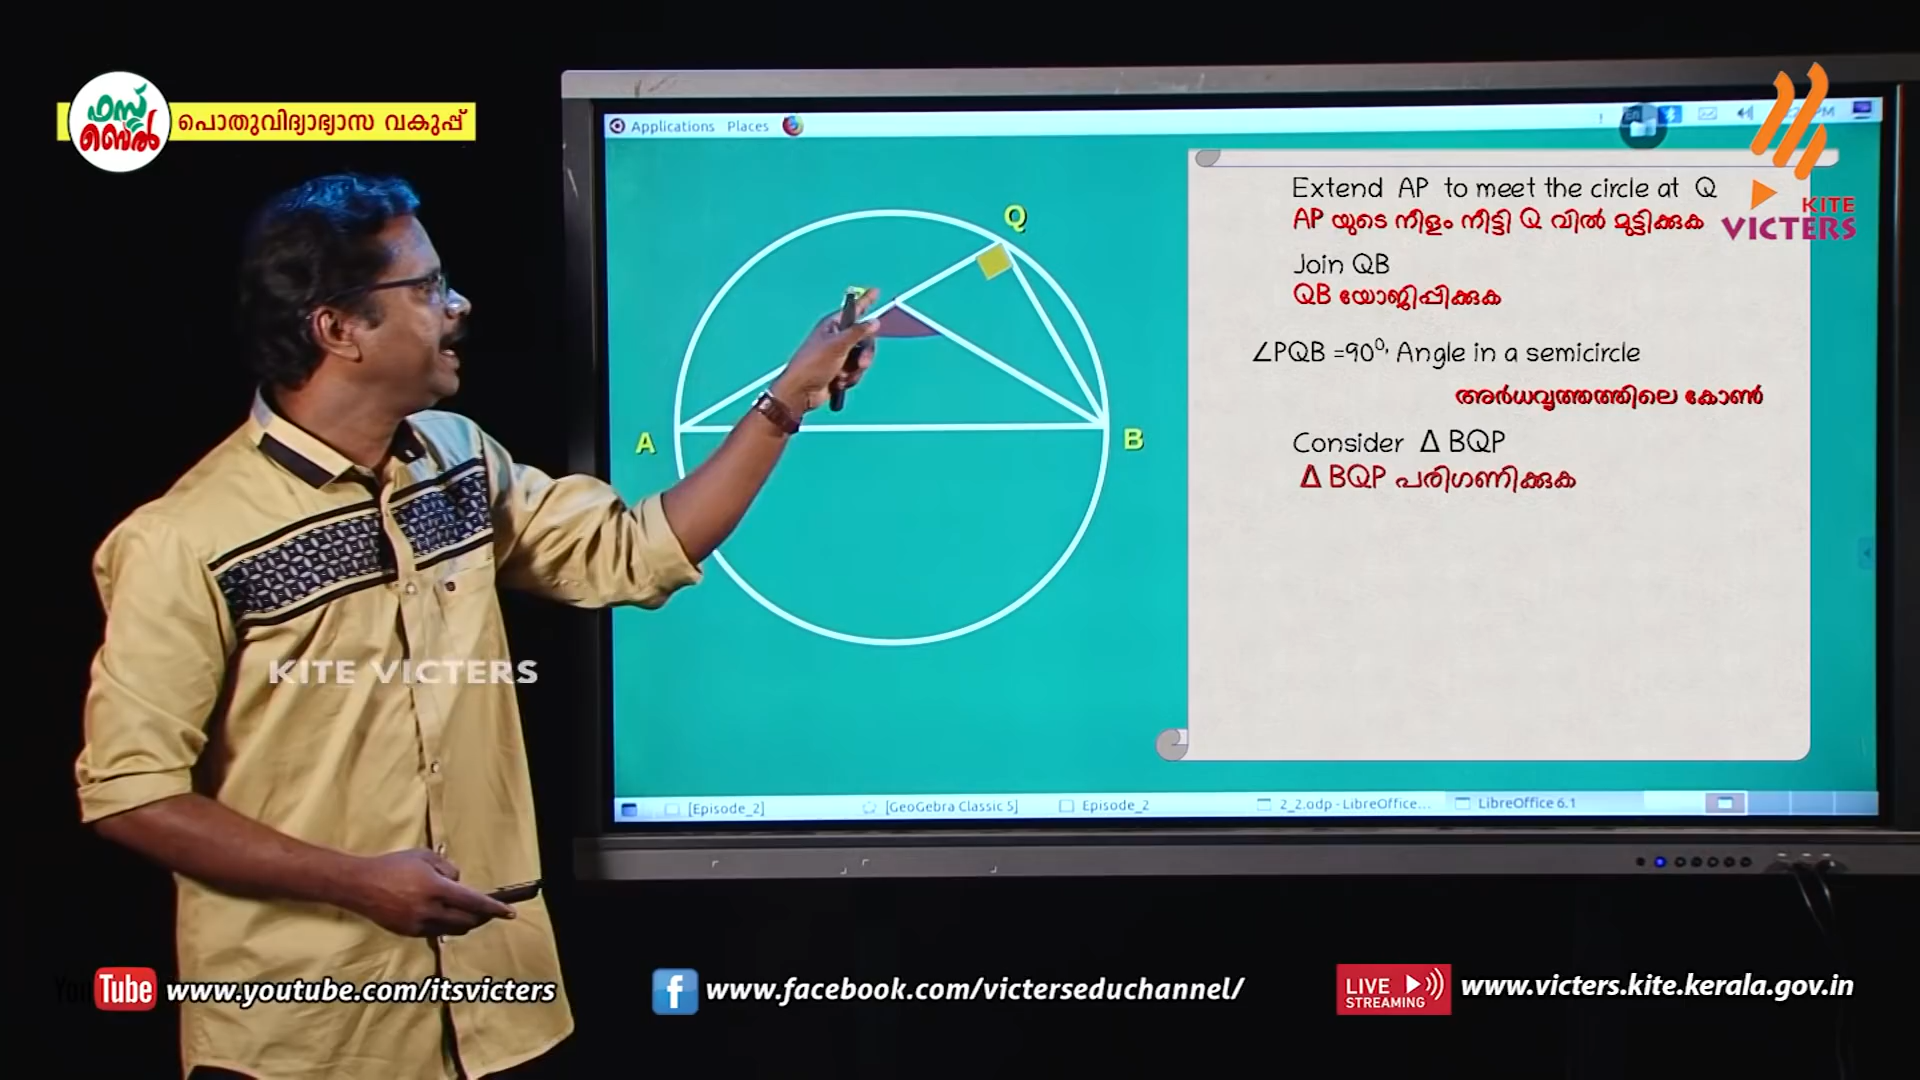 ഫസ്റ്റ്
ബെൽ
പൊതുവിദ്യാഭ്യാസ വകുപ്പ്
Applications Places
KITE
VICTERS
Extend AP to meet the circle at Q
AP യുടെ നീളം നീട്ടി Q വിൽ മുട്ടിക്കുക
Join QB
QB യോജിപ്പിക്കുക
∠PQB =90⁰, Angle in a semicircle
അർധവൃത്തത്തിലെ കോൺ
Consider Δ BQP
Δ BQP പരിഗണിക്കുക
Q
A
B
KITE VICTERS
[Episode_2] [GeoGebra Classic 5] Episode_2 2_2.odp - LibreOffice... LibreOffice 6.1
YouTube www.youtube.com/itsvicters
f www.facebook.com/victerseduchannel/
LIVE STREAMING www.victers.kite.kerala.gov.in